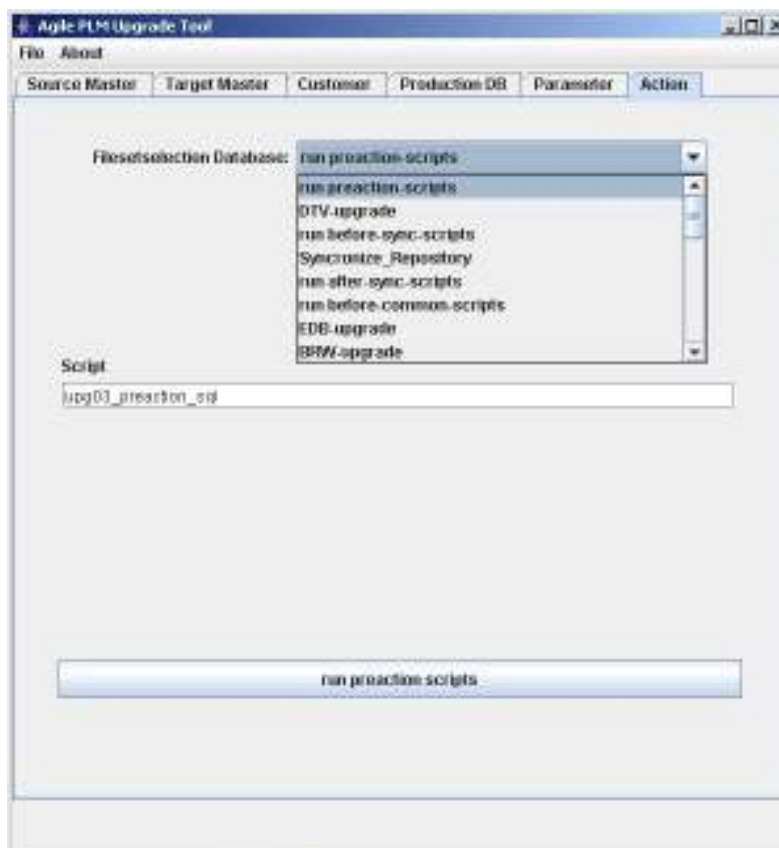 Agile PLM Upgrade Tool
File About
Source Master Target Master Customer Production DB Parameter Action
Filesetselection Database: run preaction-scripts
run preaction-scripts
DTV-upgrade
run before-sync-scripts
Syncronize_Repository
run after-sync-scripts
run before-common-scripts
EDB-upgrade
BRW-upgrade
Script
upg03_preaction_sql
run preaction scripts